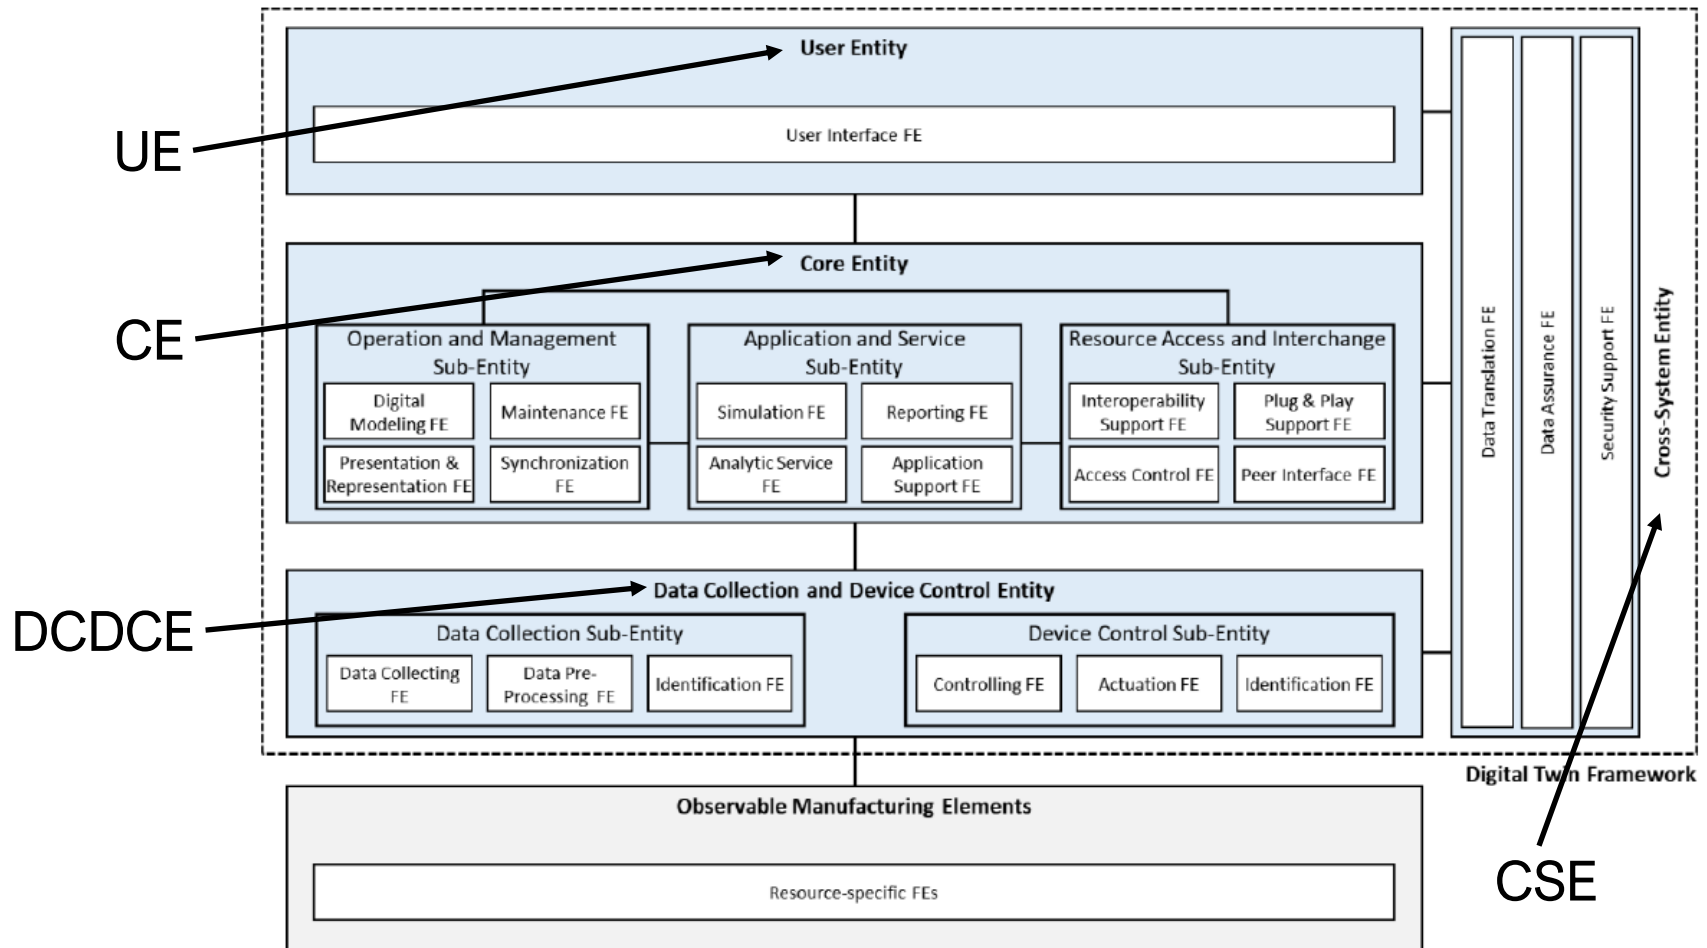 User Entity
User Interface FE
UE
Core Entity
CE
Operation and Management
Sub-Entity
Digital
Modeling FE
Maintenance FE
Presentation &
Representation FE
Synchronization
FE
Application and Service
Sub-Entity
Simulation FE
Reporting FE
Analytic Service
FE
Application
Support FE
Resource Access and Interchange
Sub-Entity
Interoperability
Support FE
Plug & Play
Support FE
Access Control FE
Peer Interface FE
Data Collection and Device Control Entity
DCDCE
Data Collection Sub-Entity
Data Collecting
FE
Data Pre-
Processing FE
Identification FE
Device Control Sub-Entity
Controlling FE
Actuation FE
Identification FE
Data Translation FE
Data Assurance FE
Security Support FE
Cross-System Entity
Digital Twin Framework
Observable Manufacturing Elements
Resource-specific FEs
CSE